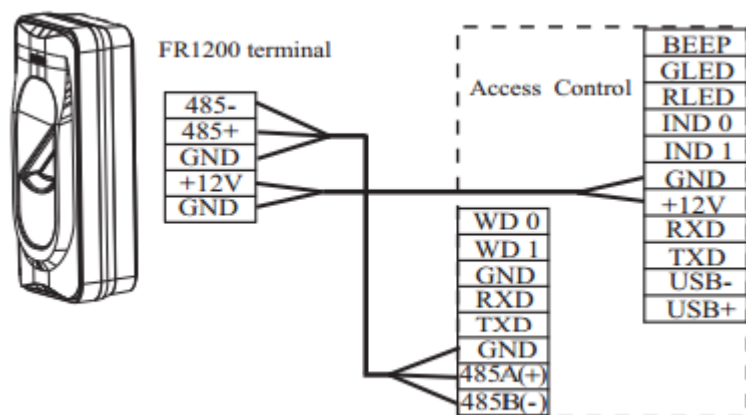 FR1200 terminal
485-
485+
GND
+12V
GND
Access Control
BEEP
GLED
RLED
IND 0
IND 1
GND
+12V
RXD
TXD
USB-
USB+
WD 0
WD 1
GND
RXD
TXD
GND
485A(+)
485B(-)